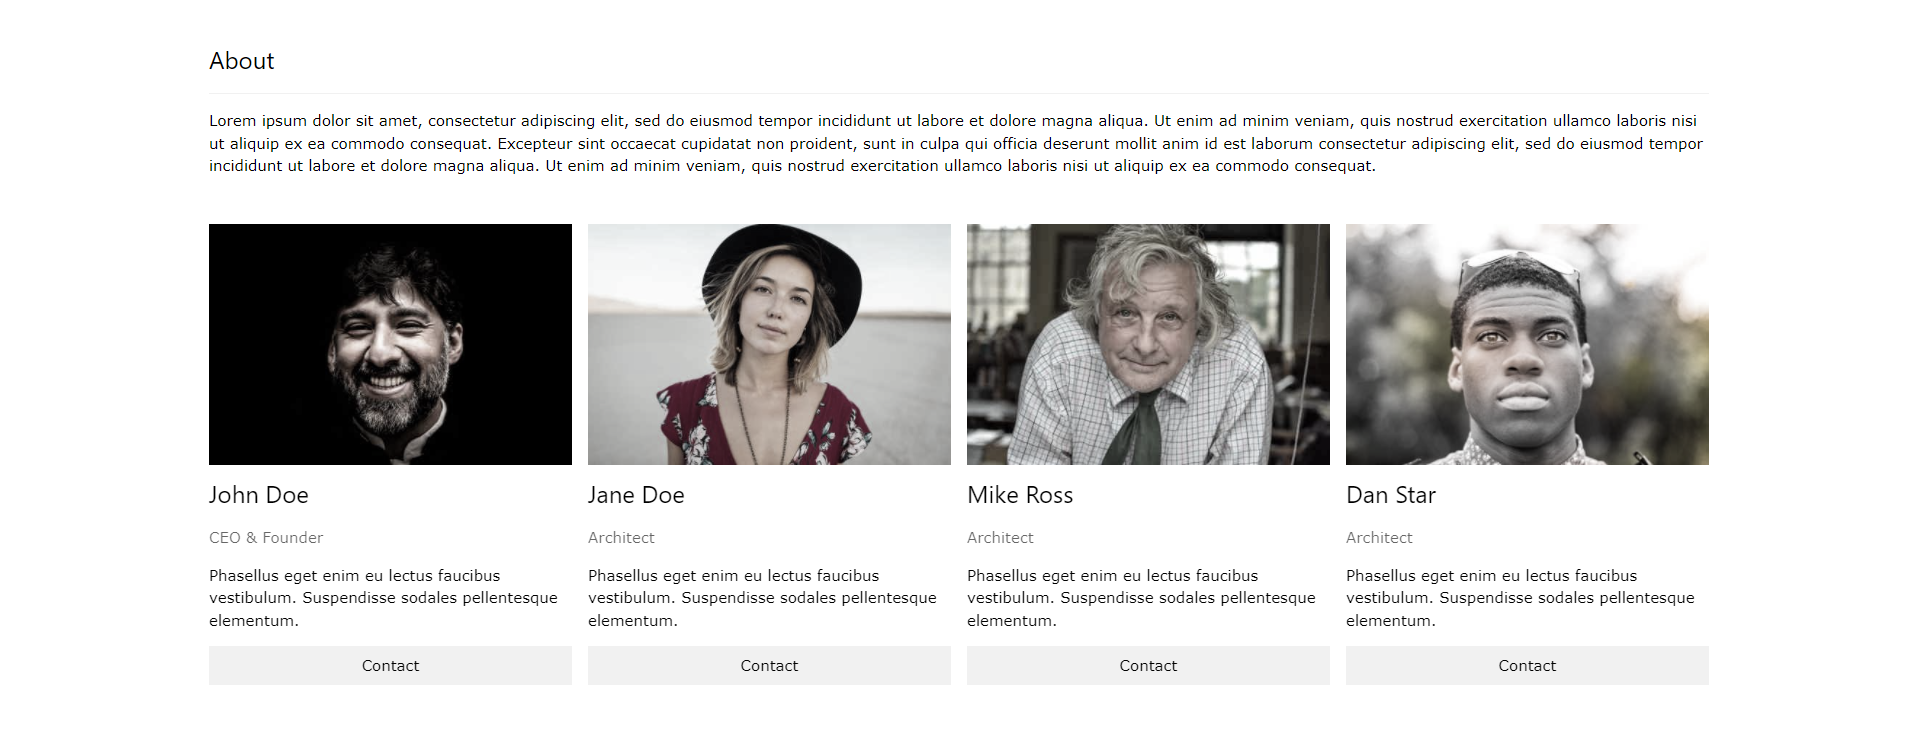 About
Lorem ipsum dolor sit amet, consectetur adipiscing elit, sed do eiusmod tempor incididunt ut labore et dolore magna aliqua. Ut enim ad minim veniam, quis nostrud exercitation ullamco laboris nisi
ut aliquip ex ea commodo consequat. Excepteur sint occaecat cupidatat non proident, sunt in culpa qui officia deserunt mollit anim id est laborum consectetur adipiscing elit, sed do eiusmod tempor
incididunt ut labore et dolore magna aliqua. Ut enim ad minim veniam, quis nostrud exercitation ullamco laboris nisi ut aliquip ex ea commodo consequat.
John Doe
CEO & Founder
Phasellus eget enim eu lectus faucibus
vestibulum. Suspendisse sodales pellentesque
elementum.
Contact
Jane Doe
Architect
Phasellus eget enim eu lectus faucibus
vestibulum. Suspendisse sodales pellentesque
elementum.
Contact
Mike Ross
Architect
Phasellus eget enim eu lectus faucibus
vestibulum. Suspendisse sodales pellentesque
elementum.
Contact
Dan Star
Architect
Phasellus eget enim eu lectus faucibus
vestibulum. Suspendisse sodales pellentesque
elementum.
Contact